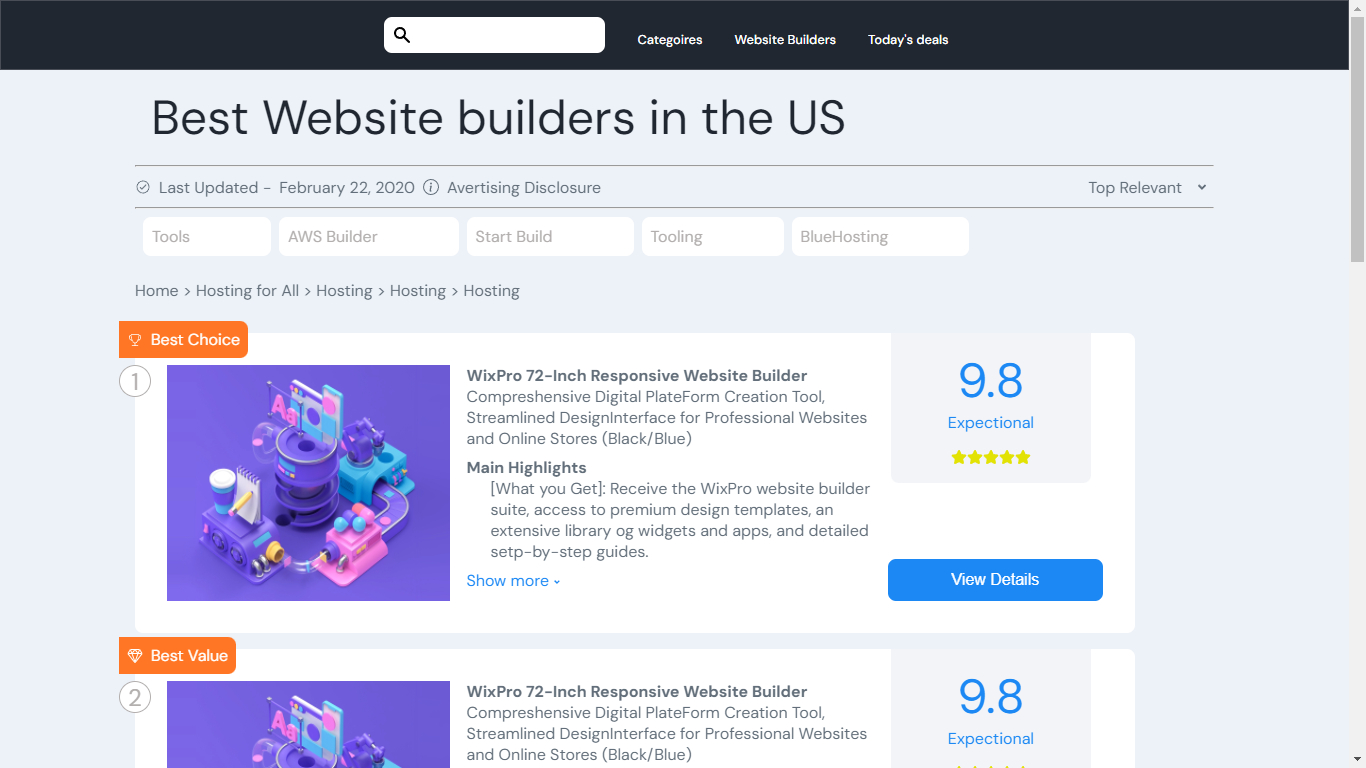 Categoires Website Builders Today's deals
Best Website builders in the US
Last Updated - February 22, 2020 Avertising Disclosure Top Relevant
Tools AWS Builder Start Build Tooling BlueHosting
Home > Hosting for All > Hosting > Hosting > Hosting
Best Choice
1
WixPro 72-Inch Responsive Website Builder
Compreshensive Digital PlateForm Creation Tool,
Streamlined DesignInterface for Professional Websites
and Online Stores (Black/Blue)
Main Highlights
[What you Get]: Receive the WixPro website builder
suite, access to premium design templates, an
extensive library og widgets and apps, and detailed
setp-by-step guides.
Show more
9.8
Expectional
View Details
Best Value
2
WixPro 72-Inch Responsive Website Builder
Compreshensive Digital PlateForm Creation Tool,
Streamlined DesignInterface for Professional Websites
and Online Stores (Black/Blue)
9.8
Expectional
Aa
Aa